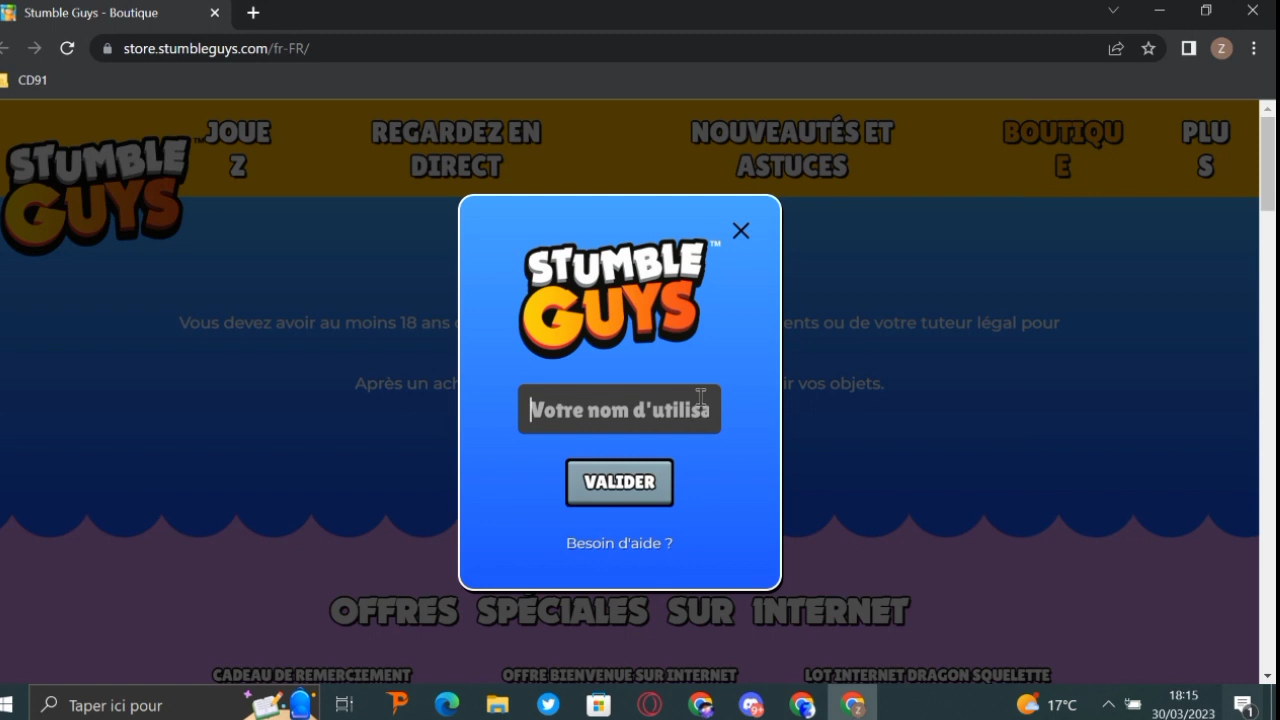 Stumble Guys - Boutique
store.stumbleguys.com/fr-FR/
Z
CD91
STUMBLE
GUYS
™
JOUE
Z
REGARDEZ EN
DIRECT
NOUVEAUTÉS ET
ASTUCES
BOUTIQU
E
PLU
S
STUMBLE
GUYS
™
Vous devez avoir au moins 18 ans
ents ou de votre tuteur légal pour
Après un
ir vos objets.
Votre nom d'utilisa
VALIDER
Besoin d'aide ?
OFFRES SPÉCIALES SUR INTERNET
CADEAU DE REMERCIEMENT
OFFRE BIENVENUE SUR INTERNET
LOT INTERNET DRAGON SQUELETTE
Taper ici pour
17°C
18:15
30/03/2023
1